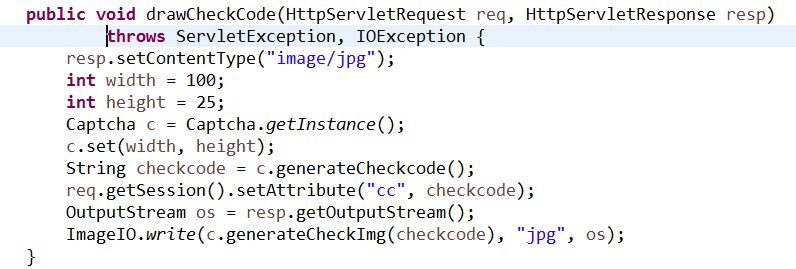 public void drawCheckCode(HttpServletRequest req, HttpServletResponse resp)
throws ServletException, IOException {
resp.setContentType("image/jpg");
int width = 100;
int height = 25;
Captcha c = Captcha.getInstance();
c.set(width, height);
String checkcode = c.generateCheckcode();
req.getSession().setAttribute("cc", checkcode);
OutputStream os = resp.getOutputStream();
ImageIO.write(c.generateCheckImg(checkcode), "jpg", os);
}